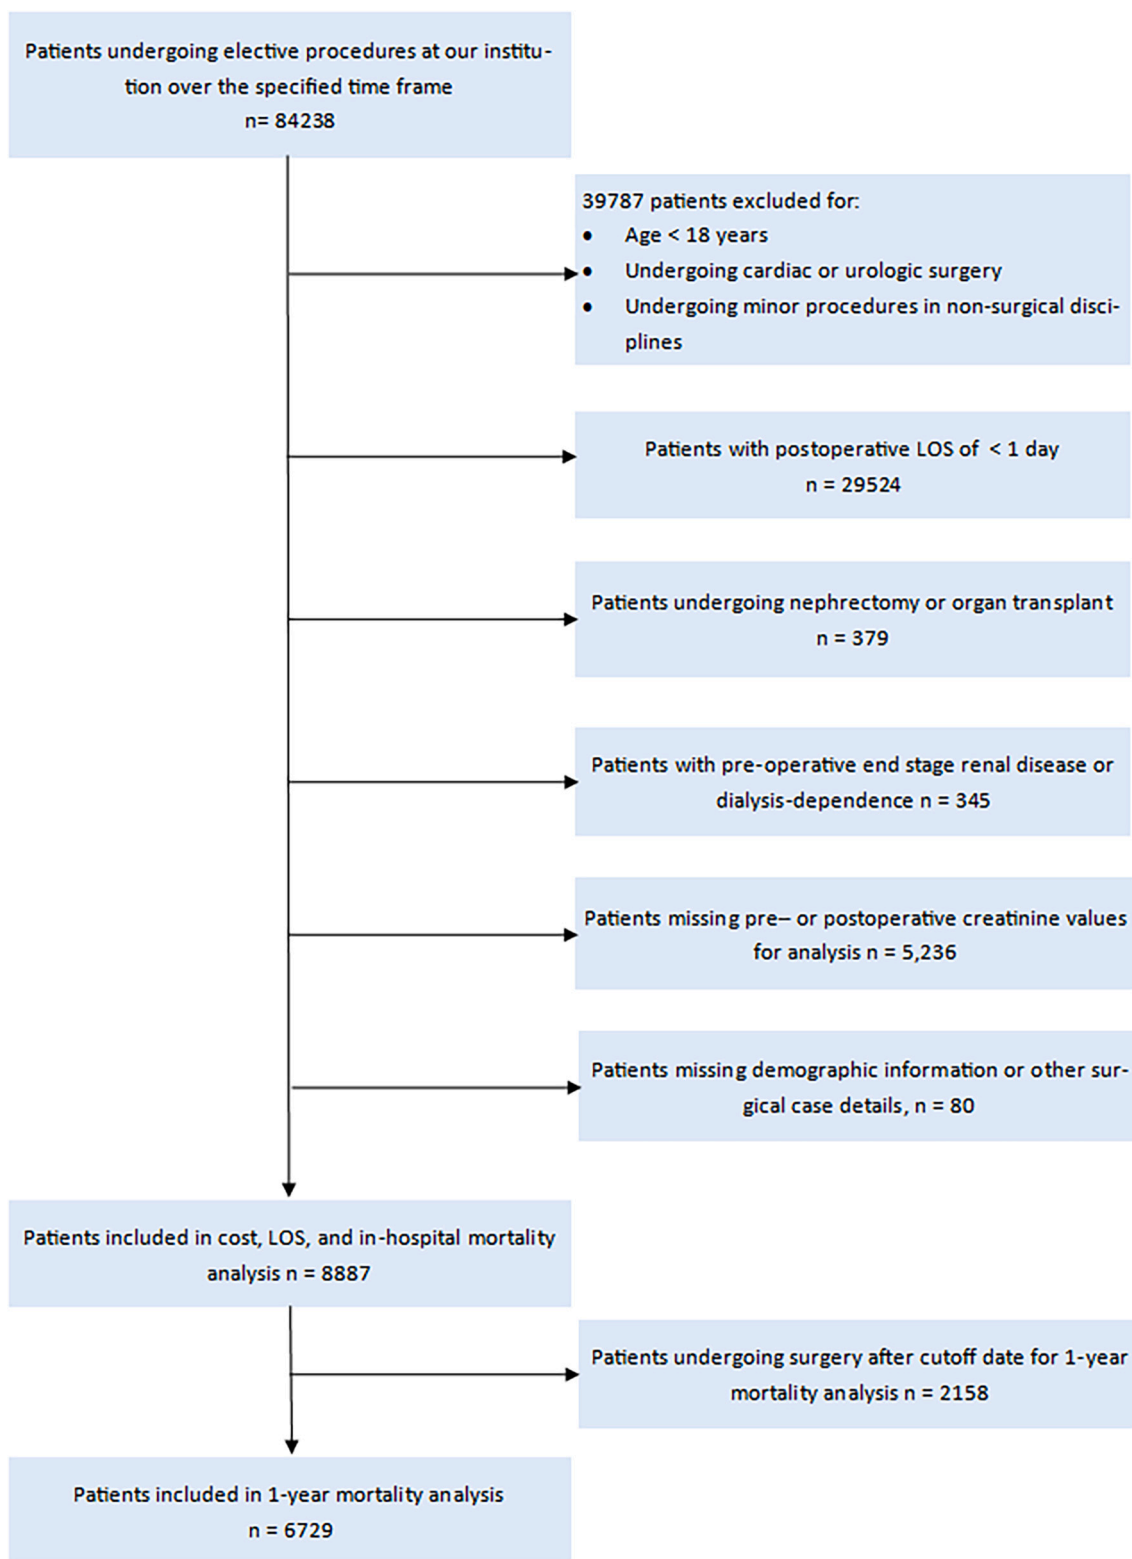 Patients undergoing elective procedures at our institu-
tion over the specified time frame
n= 84238
39787 patients excluded for:
• Age < 18 years
• Undergoing cardiac or urologic surgery
• Undergoing minor procedures in non-surgical disci-
plines
Patients with postoperative LOS of < 1 day
n = 29524
Patients undergoing nephrectomy or organ transplant
n = 379
Patients with pre-operative end stage renal disease or
dialysis-dependence n = 345
Patients missing pre– or postoperative creatinine values
for analysis n = 5,236
Patients missing demographic information or other sur-
gical case details, n = 80
Patients included in cost, LOS, and in-hospital mortality
analysis n = 8887
Patients undergoing surgery after cutoff date for 1-year
mortality analysis n = 2158
Patients included in 1-year mortality analysis
n = 6729